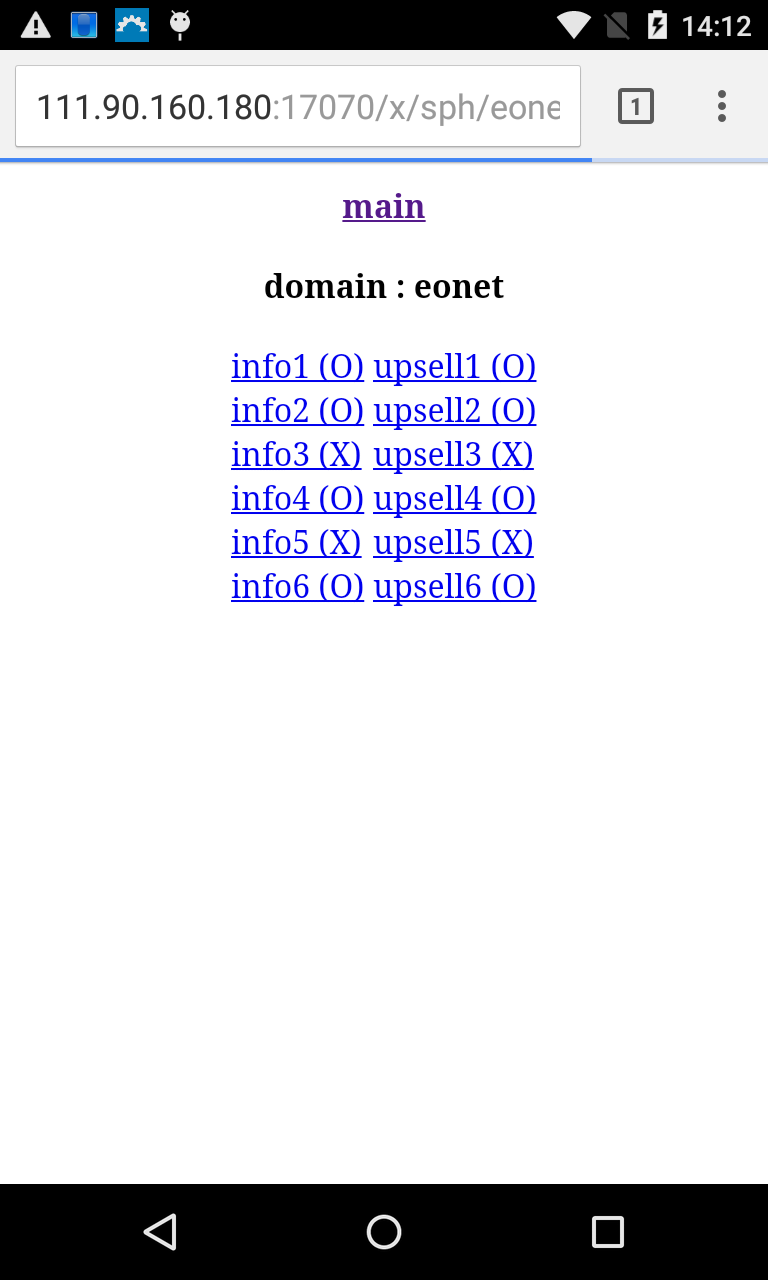 14:12
111.90.160.180:17070/x/sph/eone
1
main
domain : eonet
info1 (O) upsell1 (O)
info2 (O) upsell2 (O)
info3 (X) upsell3 (X)
info4 (O) upsell4 (O)
info5 (X) upsell5 (X)
info6 (O) upsell6 (O)